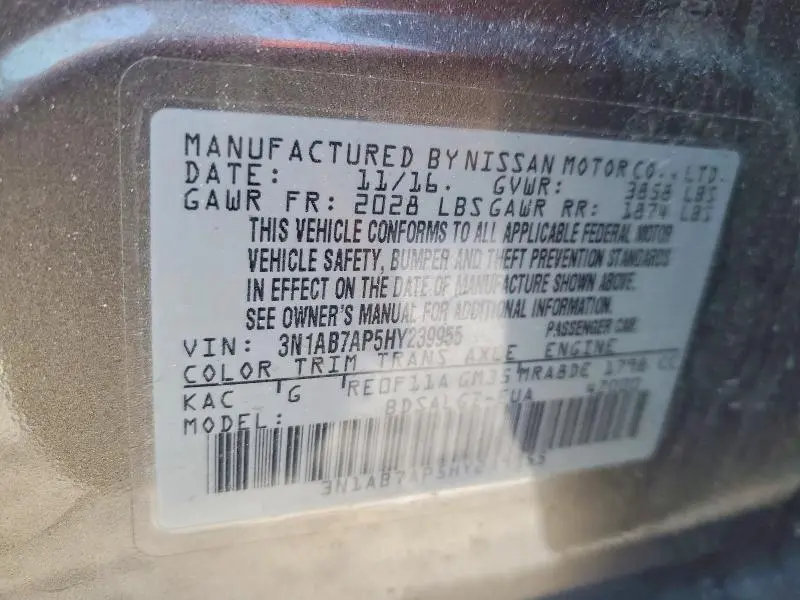 MANUFACTURED BY NISSAN MOTOR CO., LTD.
DATE: 11/16. GVWR: 3858 LBS
GAWR FR: 2028 LBS GAWR RR: 1874 LBS
THIS VEHICLE CONFORMS TO ALL APPLICABLE FEDERAL MOTOR
VEHICLE SAFETY, BUMPER AND THEFT PREVENTION STANDARDS
IN EFFECT ON THE DATE OF MANUFACTURE SHOWN ABOVE.
SEE OWNER'S MANUAL FOR ADDITIONAL INFORMATION.
VIN: 3N1AB7AP5HY239955 PASSENGER CAR
COLOR TRIM TRANS AXLE ENGINE
KAC G RE0F11A GM35 MRA8DE 1798 CC
MODEL: